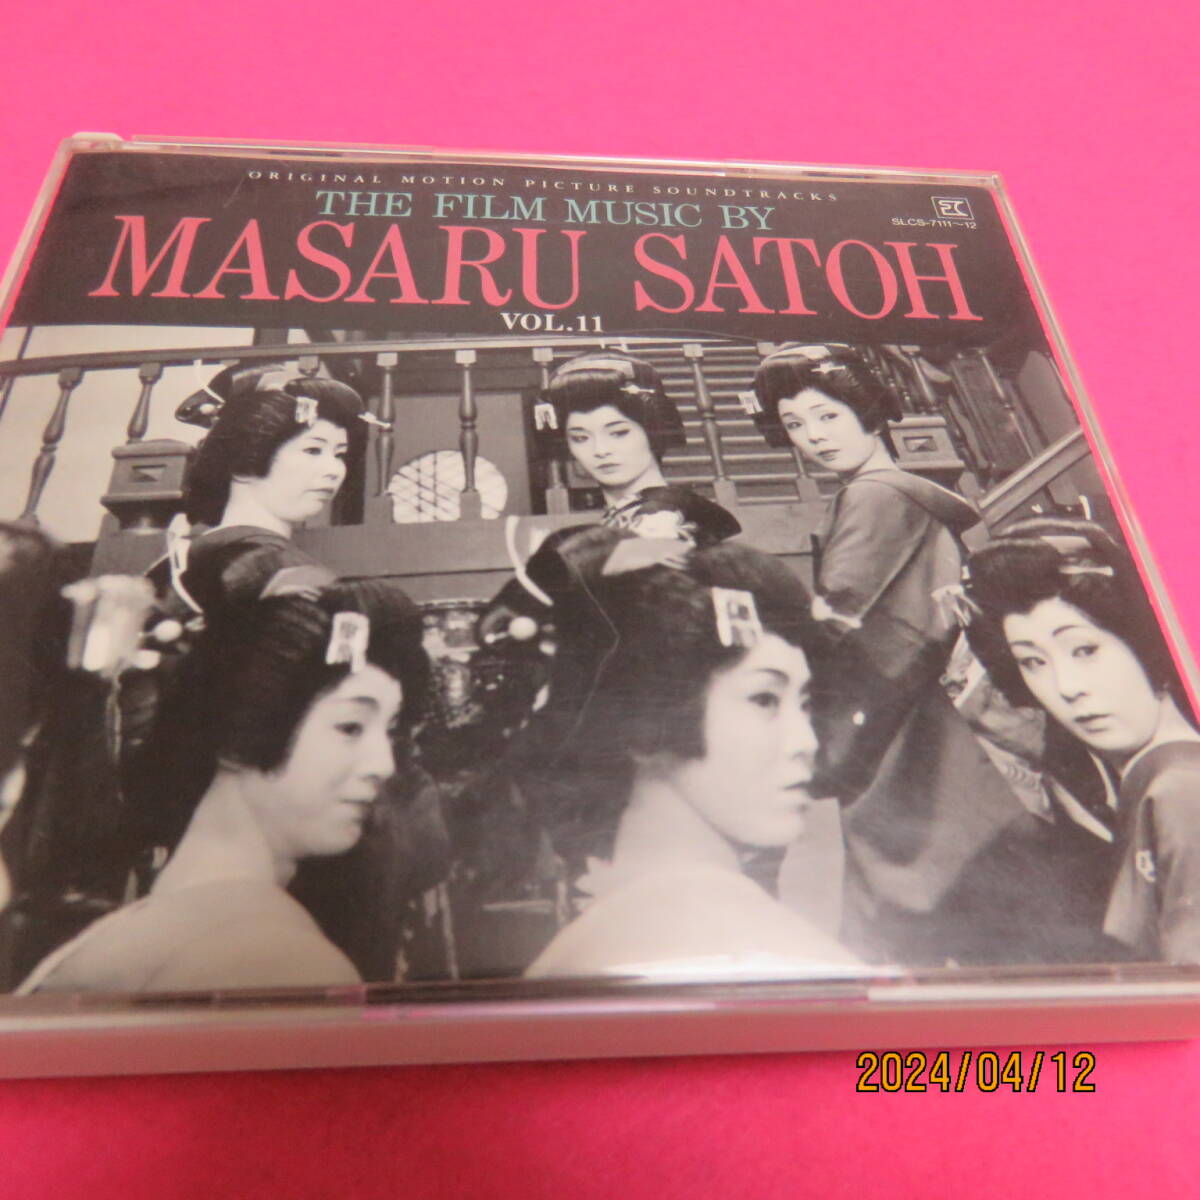 ORIGINAL MOTION PICTURE SOUNDTRACKS
THE FILM MUSIC BY
SLCS-7111~12
MASARU SATOH
VOL.11
2024/04/12